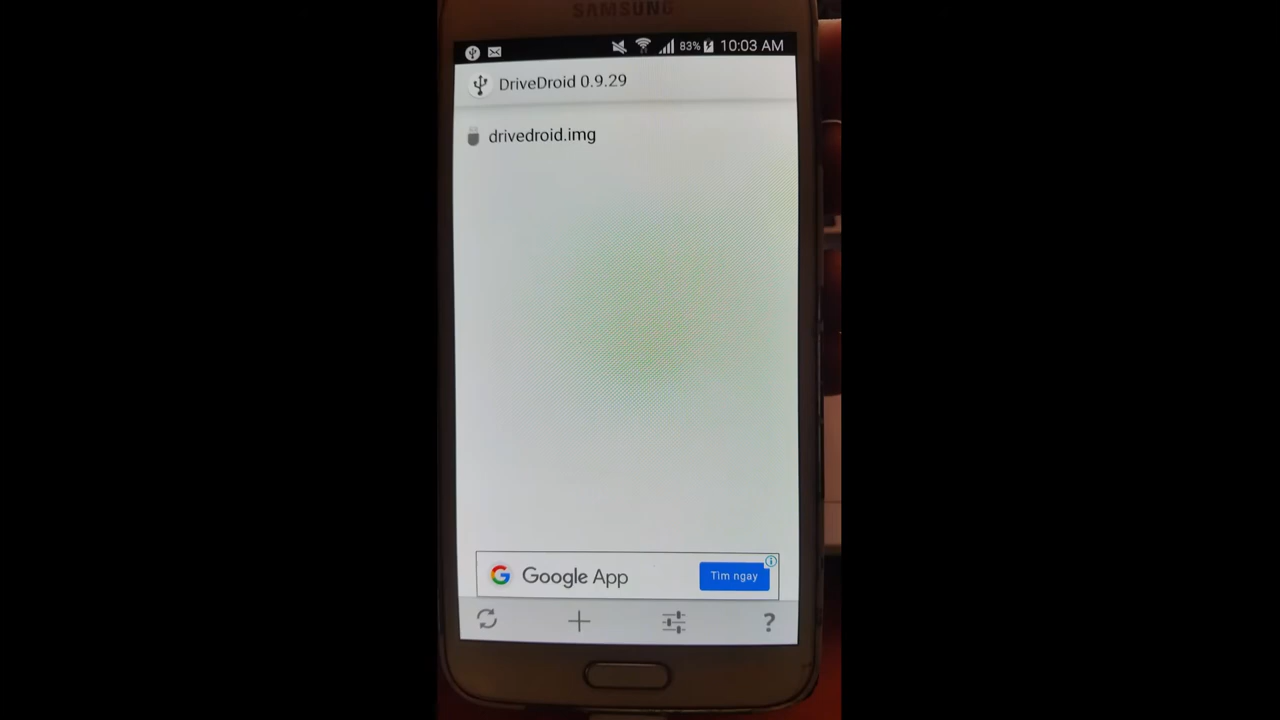 SAMSUNG
83% 10:03 AM
DriveDroid 0.9.29
drivedroid.img
Google App
Tìm ngay
?